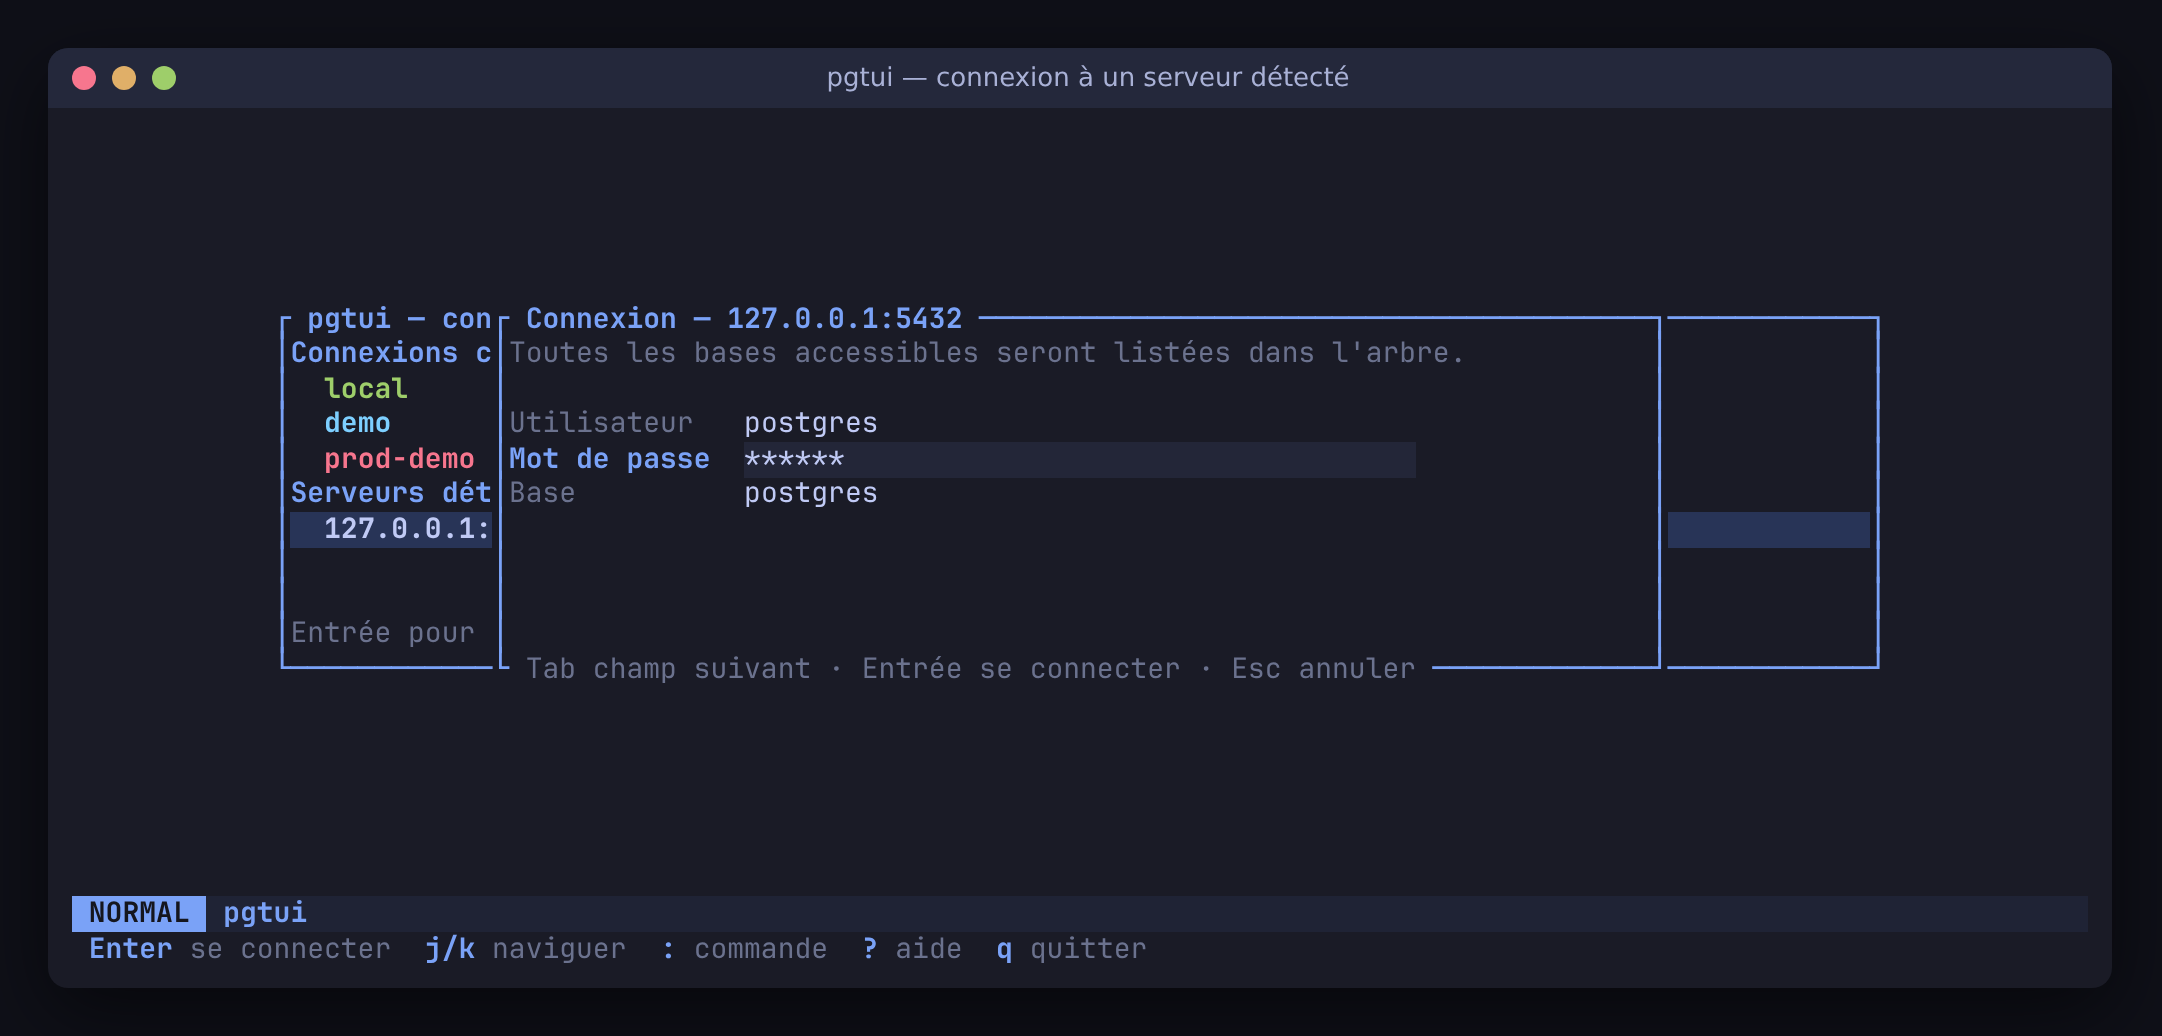 pgtui — connexion à un serveur détecté
pgtui — con
Connexions c
local
demo
prod-demo
Serveurs dét
127.0.0.1:
Entrée pour
Connexion — 127.0.0.1:5432
Toutes les bases accessibles seront listées dans l'arbre.
Utilisateur postgres
Mot de passe ******
Base postgres
Tab champ suivant · Entrée se connecter · Esc annuler
NORMAL pgtui
Enter se connecter j/k naviguer : commande ? aide q quitter